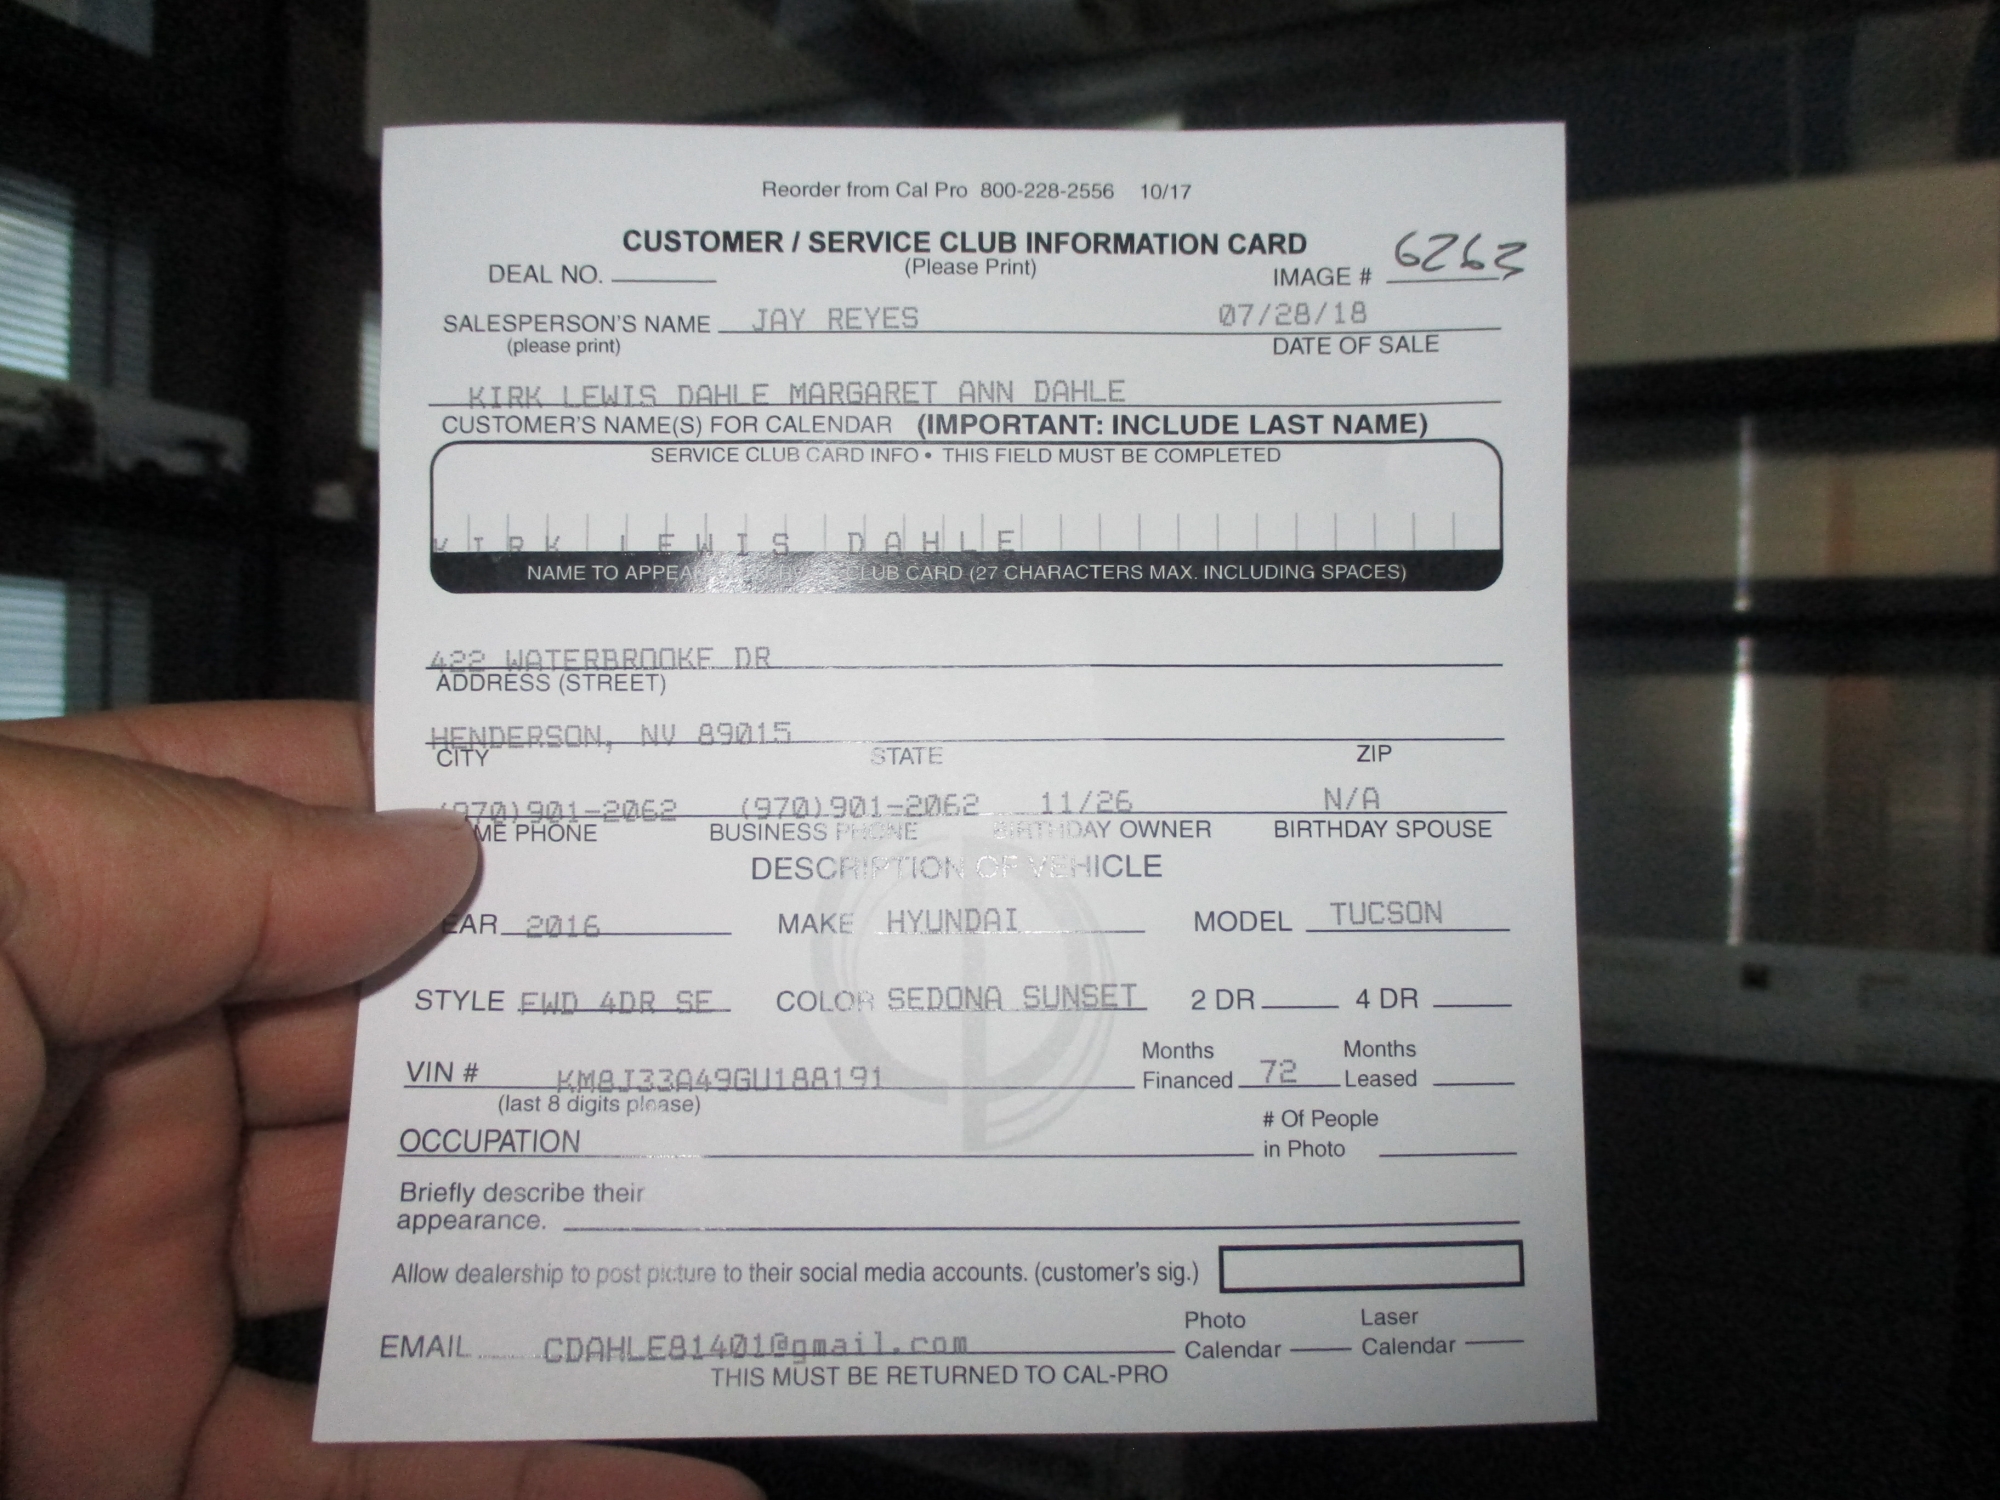 Reorder from Cal Pro 800-228-2556 10/17
CUSTOMER / SERVICE CLUB INFORMATION CARD
(Please Print)
DEAL NO. IMAGE # 6263
SALESPERSON'S NAME JAY REYES 07/28/18
(please print) DATE OF SALE
KIRK LEWIS DAHLE MARGARET ANN DAHLE
CUSTOMER'S NAME(S) FOR CALENDAR (IMPORTANT: INCLUDE LAST NAME)
SERVICE CLUB CARD INFO • THIS FIELD MUST BE COMPLETED
KIRK LEWIS DAHLE
NAME TO APPEAR CLUB CARD (27 CHARACTERS MAX. INCLUDING SPACES)
422 WATERBROOKE DR
ADDRESS (STREET)
HENDERSON, NV 89015
CITY STATE ZIP
(970)901-2062 (970)901-2062 11/26 N/A
ME PHONE BUSINESS PHONE BIRTHDAY OWNER BIRTHDAY SPOUSE
DESCRIPTION OF VEHICLE
EAR 2016 MAKE HYUNDAI MODEL TUCSON
STYLE FWD 4DR SE COLOR SEDONA SUNSET 2 DR 4 DR
VIN # KM8J33A49GU188191 Months Financed 72 Months Leased
(last 8 digits please)
OCCUPATION # Of People in Photo
Briefly describe their
appearance.
Allow dealership to post picture to their social media accounts. (customer's sig.)
EMAIL CDAHLE81401@gmail.com Photo Calendar Laser Calendar
THIS MUST BE RETURNED TO CAL-PRO